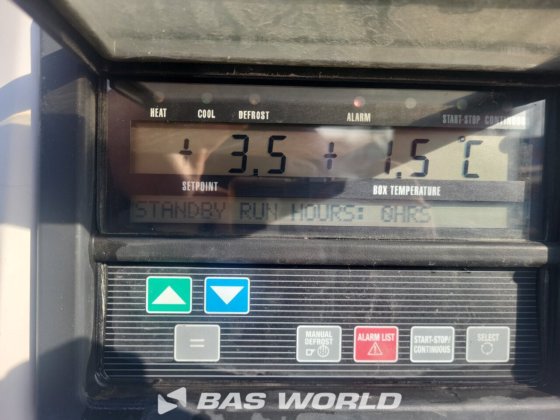 HEAT COOL DEFROST ALARM START-STOP CONTINUOUS
+ 3.5 + 1.5 °C
SETPOINT BOX TEMPERATURE
STANDBY RUN HOURS: 0HRS
=
MANUAL DEFROST
ALARM LIST
START-STOP/ CONTINUOUS
SELECT
BAS WORLD